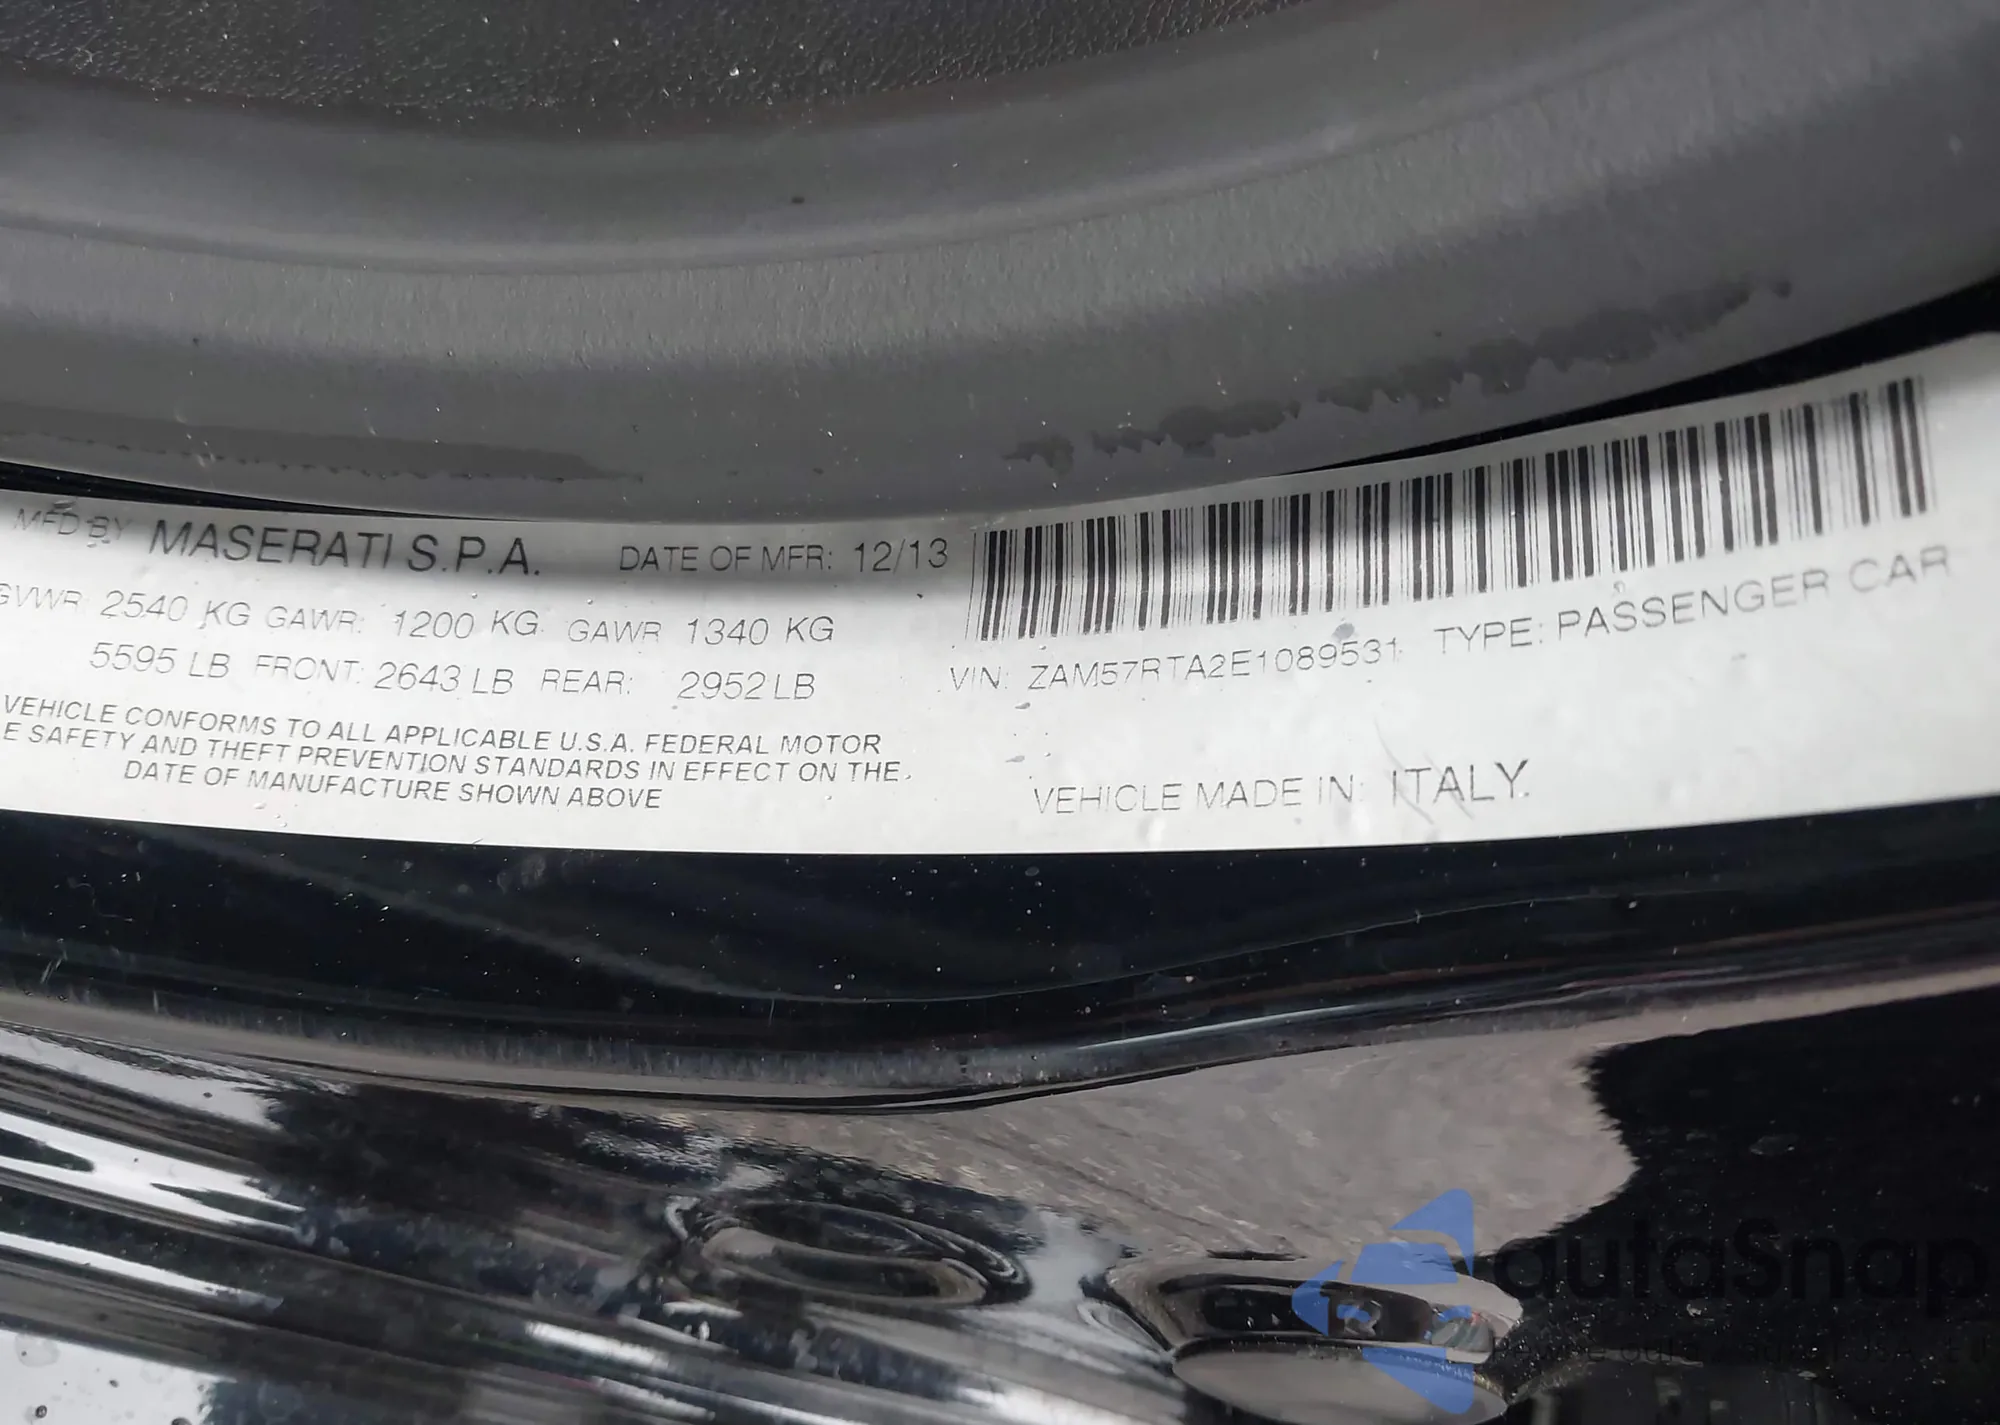 MFD BY MASERATI S.P.A. DATE OF MFR: 12/13
GVWR: 2540 KG GAWR: 1200 KG GAWR 1340 KG
5595 LB FRONT: 2643 LB REAR: 2952 LB
VEHICLE CONFORMS TO ALL APPLICABLE U.S.A. FEDERAL MOTOR
E SAFETY AND THEFT PREVENTION STANDARDS IN EFFECT ON THE
DATE OF MANUFACTURE SHOWN ABOVE
VIN: ZAM57RTA2E1089531 TYPE: PASSENGER CAR
VEHICLE MADE IN: ITALY.
autaSnap